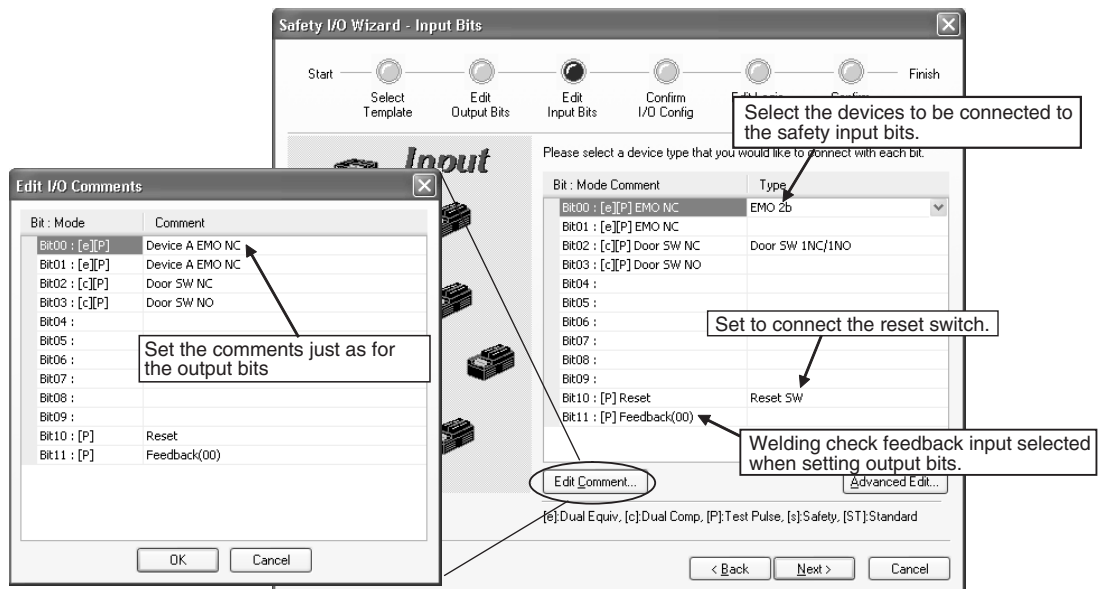 Safety I/O Wizard - Input Bits
Start
Finish
Select
Template
Edit
Output Bits
Edit
Input Bits
Confirm
I/O Config
Select the devices to be connected to
the safety input bits.
Input
Please select a device type that you would like to connect with each bit.
Bit : Mode Comment Type
Bit00 : [e][P] EMO NC EMO 2b
Bit01 : [e][P] EMO NC
Bit02 : [c][P] Door SW NC Door SW 1NC/1NO
Bit03 : [c][P] Door SW NO
Bit04 :
Bit05 :
Bit06 :
Bit07 :
Bit08 :
Bit09 :
Bit10 : [P] Reset Reset SW
Bit11 : [P] Feedback(00)
Set to connect the reset switch.
Welding check feedback input selected
when setting output bits.
Edit Comment...
Advanced Edit...
[e]:Dual Equiv, [c]:Dual Comp, [P]:Test Pulse, [s]:Safety, [ST]:Standard
< Back
Next >
Cancel
Edit I/O Comments
Bit : Mode Comment
Bit00 : [e][P] Device A EMO NC
Bit01 : [e][P] Device A EMO NC
Bit02 : [c][P] Door SW NC
Bit03 : [c][P] Door SW NO
Bit04 :
Bit05 :
Bit06 :
Bit07 :
Bit08 :
Bit09 :
Bit10 : [P] Reset
Bit11 : [P] Feedback(00)
Set the comments just as for
the output bits
OK
Cancel